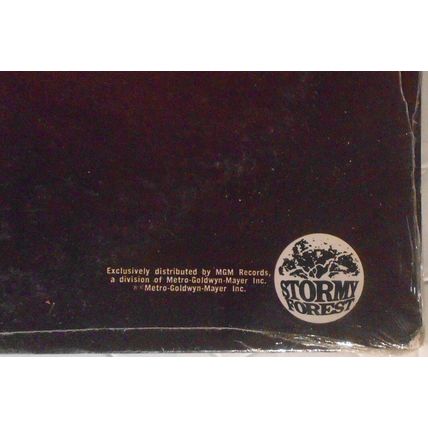 Exclusively distributed by MGM Records,
a division of Metro-Goldwyn-Mayer Inc.
Metro-Goldwyn-Mayer Inc.
STORMY
FOREST